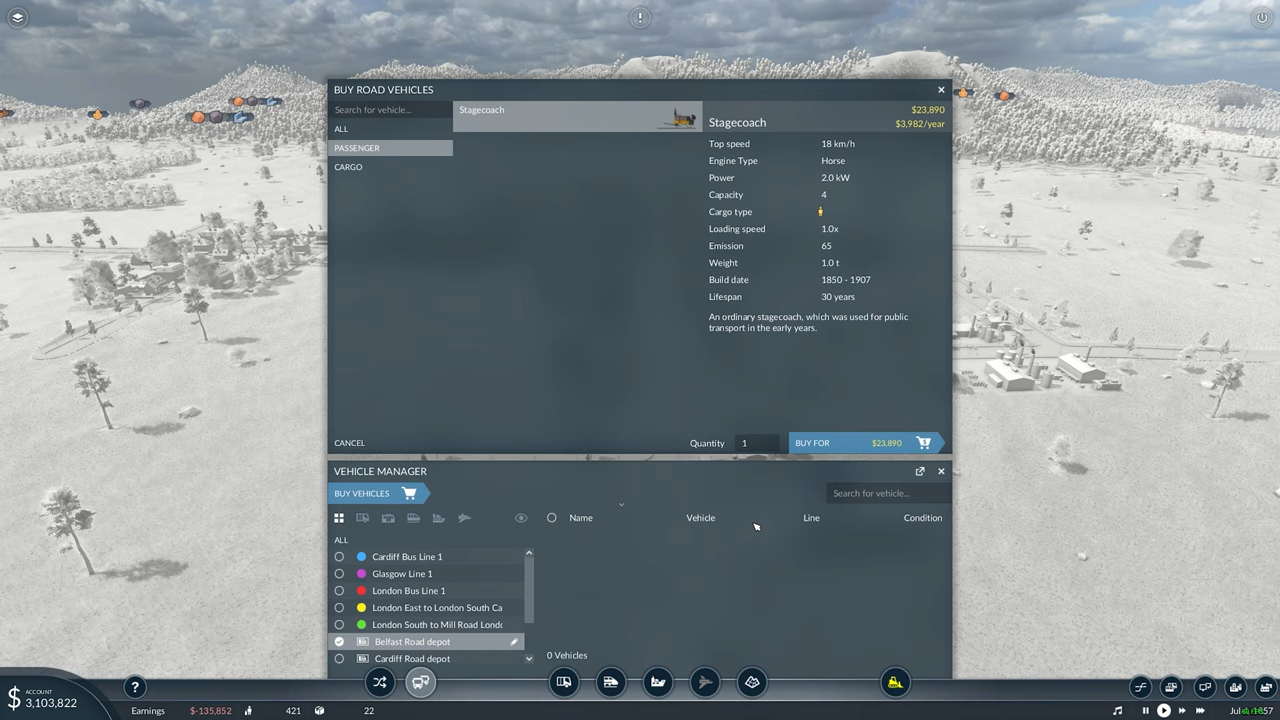 BUY ROAD VEHICLES
Search for vehicle...
ALL
PASSENGER
CARGO
Stagecoach
$23,890
Stagecoach
$3,982/year
Top speed 18 km/h
Engine Type Horse
Power 2.0 kW
Capacity 4
Cargo type
Loading speed 1.0x
Emission 65
Weight 1.0 t
Build date 1850 - 1907
Lifespan 30 years
An ordinary stagecoach, which was used for public
transport in the early years.
CANCEL
Quantity 1
BUY FOR $23,890
VEHICLE MANAGER
BUY VEHICLES
Search for vehicle...
Name Vehicle Line Condition
ALL
Cardiff Bus Line 1
Glasgow Line 1
London Bus Line 1
London East to London South Ca
London South to Mill Road Londo
Belfast Road depot
Cardiff Road depot
0 Vehicles
$ ACCOUNT
3,103,822
?
Earnings $-135,852 421 22